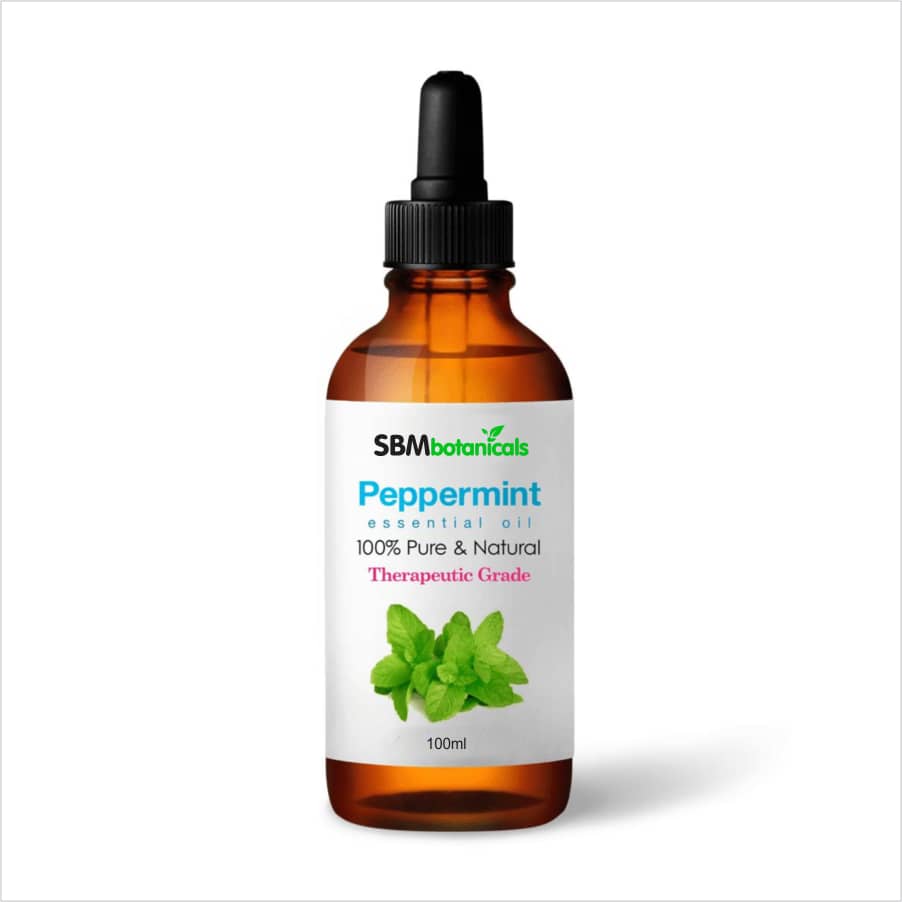 SBMbotanicals
Peppermint
essential oil
100% Pure & Natural
Therapeutic Grade
100ml